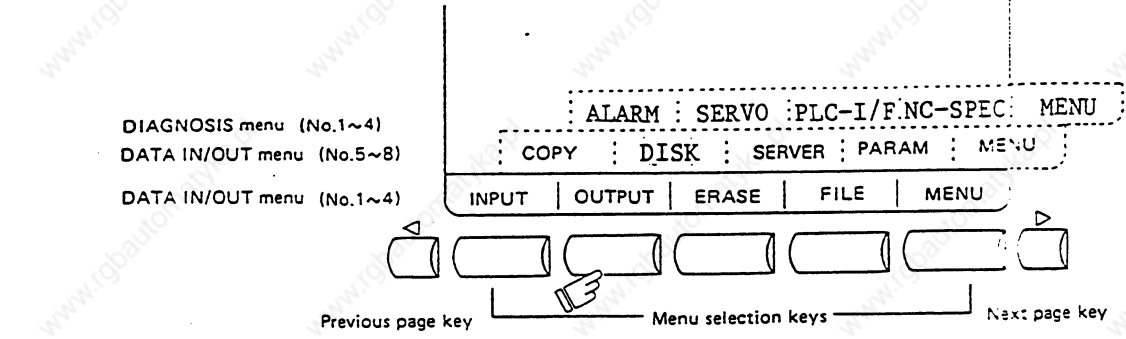 ALARM SERVO PLC-I/F NC-SPEC MENU
DIAGNOSIS menu (No.1~4)
COPY DISK SERVER PARAM MENU
DATA IN/OUT menu (No.5~8)
INPUT OUTPUT ERASE FILE MENU
DATA IN/OUT menu (No.1~4)
Previous page key Menu selection keys Next page key